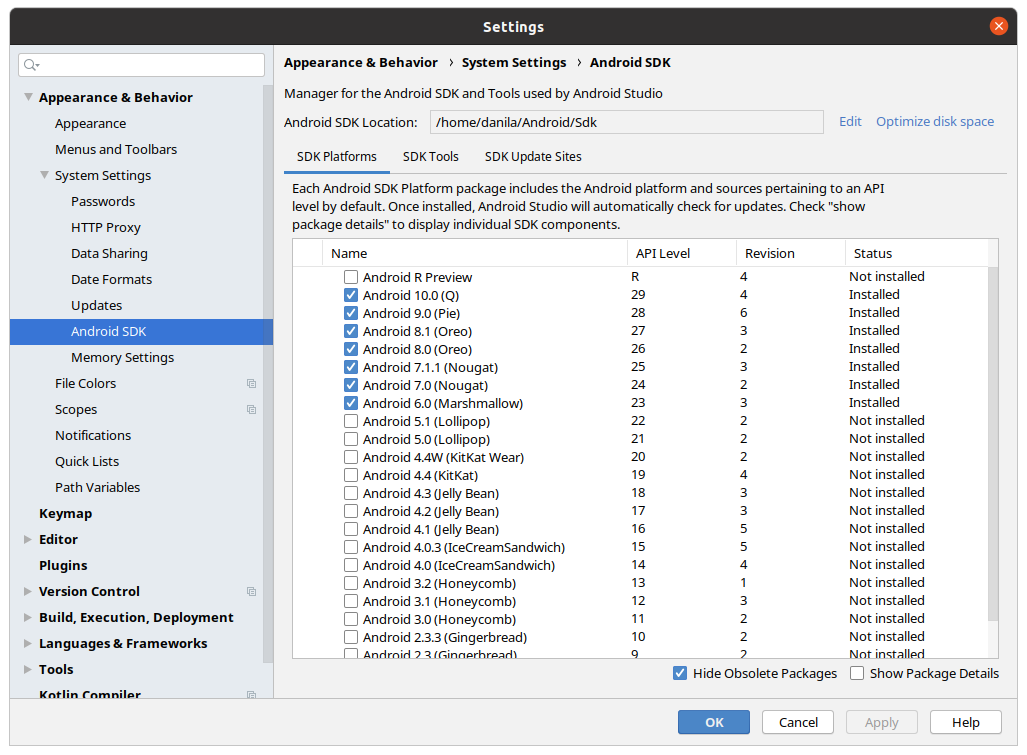 Settings
Appearance & Behavior
Appearance
Menus and Toolbars
System Settings
Passwords
HTTP Proxy
Data Sharing
Date Formats
Updates
Android SDK
Memory Settings
File Colors
Scopes
Notifications
Quick Lists
Path Variables
Keymap
Editor
Plugins
Version Control
Build, Execution, Deployment
Languages & Frameworks
Tools
Kotlin Compiler
Appearance & Behavior › System Settings › Android SDK
Manager for the Android SDK and Tools used by Android Studio
Android SDK Location: /home/danila/Android/Sdk Edit Optimize disk space
SDK Platforms SDK Tools SDK Update Sites
Each Android SDK Platform package includes the Android platform and sources pertaining to an API
level by default. Once installed, Android Studio will automatically check for updates. Check "show
package details" to display individual SDK components.
Name API Level Revision Status
Android R Preview R 4 Not installed
Android 10.0 (Q) 29 4 Installed
Android 9.0 (Pie) 28 6 Installed
Android 8.1 (Oreo) 27 3 Installed
Android 8.0 (Oreo) 26 2 Installed
Android 7.1.1 (Nougat) 25 3 Installed
Android 7.0 (Nougat) 24 2 Installed
Android 6.0 (Marshmallow) 23 3 Installed
Android 5.1 (Lollipop) 22 2 Not installed
Android 5.0 (Lollipop) 21 2 Not installed
Android 4.4W (KitKat Wear) 20 2 Not installed
Android 4.4 (KitKat) 19 4 Not installed
Android 4.3 (Jelly Bean) 18 3 Not installed
Android 4.2 (Jelly Bean) 17 3 Not installed
Android 4.1 (Jelly Bean) 16 5 Not installed
Android 4.0.3 (IceCreamSandwich) 15 5 Not installed
Android 4.0 (IceCreamSandwich) 14 4 Not installed
Android 3.2 (Honeycomb) 13 1 Not installed
Android 3.1 (Honeycomb) 12 3 Not installed
Android 3.0 (Honeycomb) 11 2 Not installed
Android 2.3.3 (Gingerbread) 10 2 Not installed
Android 2.3 (Gingerbread) 9 2 Not installed
Hide Obsolete Packages Show Package Details
OK Cancel Apply Help